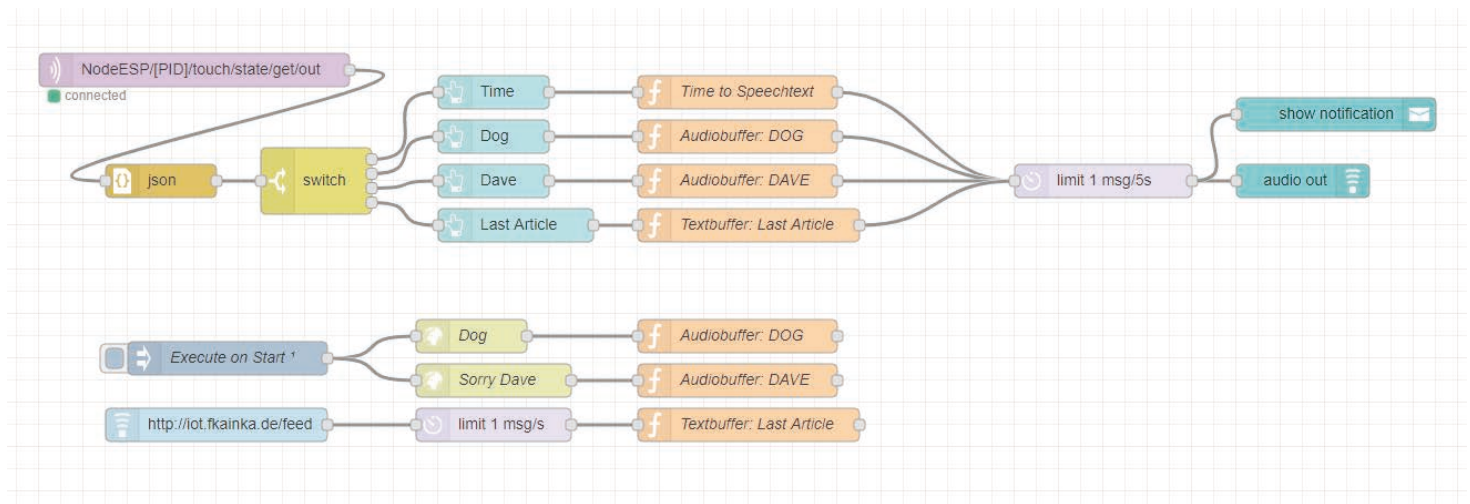 NodeESP/[PID]/touch/state/get/out
connected
json
switch
Time
Time to Speechtext
Dog
Audiobuffer: DOG
Dave
Audiobuffer: DAVE
Last Article
Textbuffer: Last Article
limit 1 msg/5s
show notification
audio out
Execute on Start ¹
Dog
Audiobuffer: DOG
Sorry Dave
Audiobuffer: DAVE
http://iot.fkainka.de/feed
limit 1 msg/s
Textbuffer: Last Article